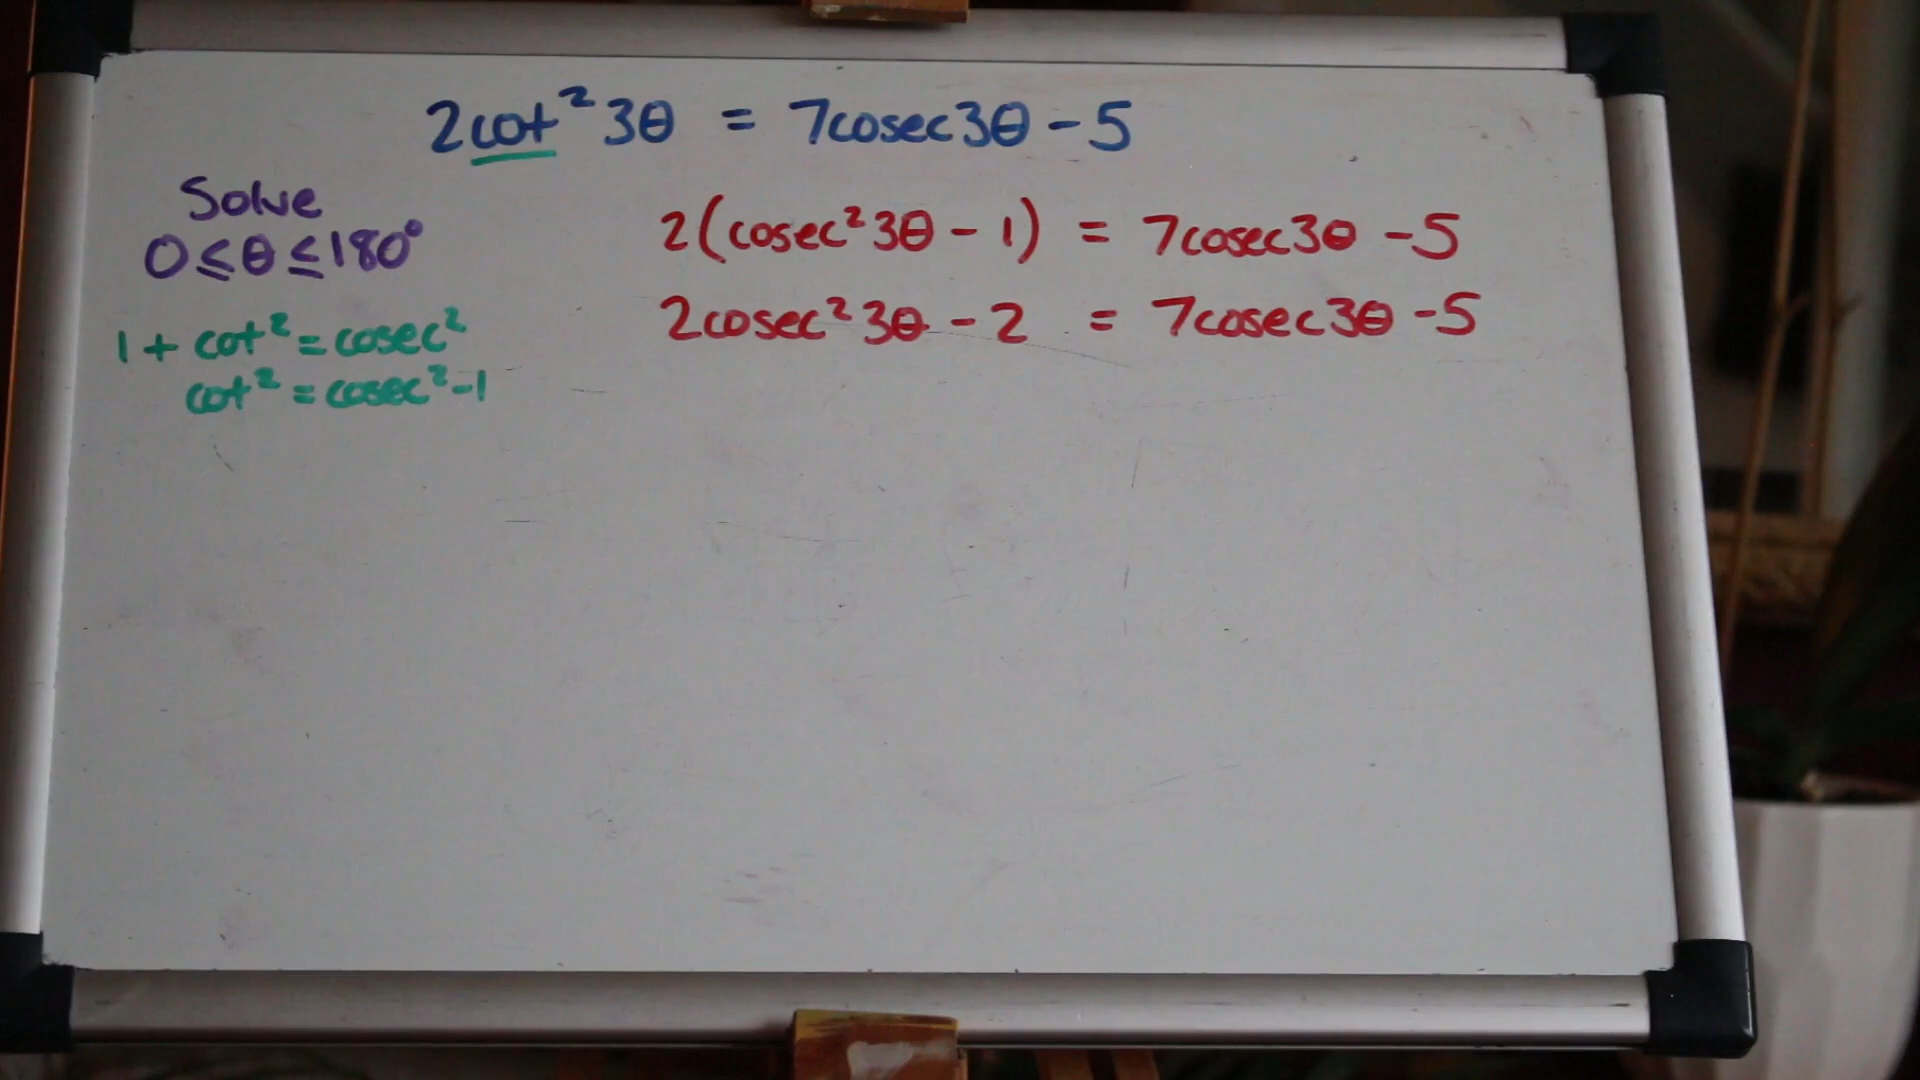 2cot²3θ = 7cosec3θ - 5
Solve
0 ≤ θ ≤ 180°
1 + cot² = cosec²
cot² = cosec² - 1
2(cosec²3θ - 1) = 7cosec3θ - 5
2cosec²3θ - 2 = 7cosec3θ - 5